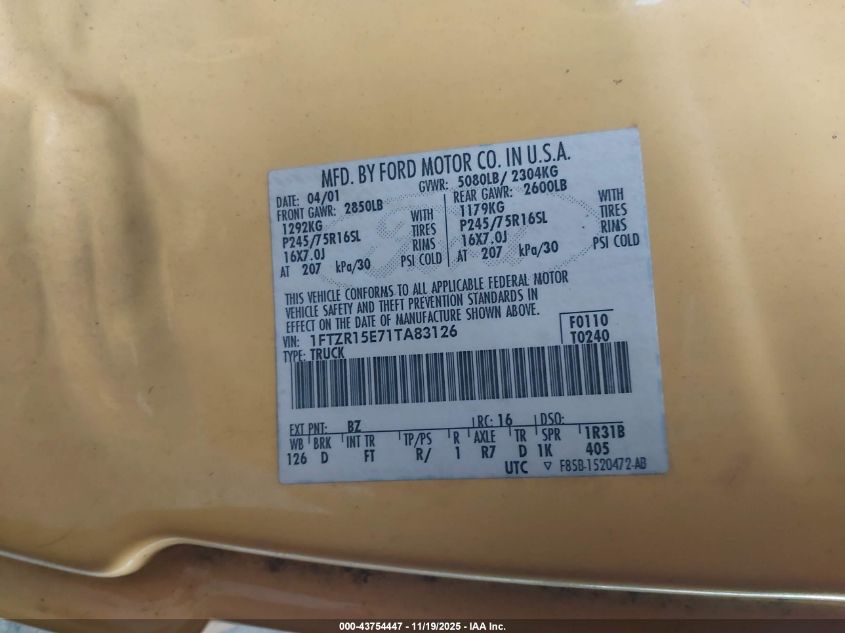 MFD. BY FORD MOTOR CO. IN U.S.A.
DATE: 04/01 GVWR: 5080LB/ 2304KG
FRONT GAWR: 2850LB REAR GAWR: 2600LB
1292KG WITH 1179KG WITH
P245/75R16SL TIRES P245/75R16SL TIRES
16X7.0J RIMS 16X7.0J RIMS
AT 207 kPa/30 PSI COLD AT 207 kPa/30 PSI COLD
THIS VEHICLE CONFORMS TO ALL APPLICABLE FEDERAL MOTOR
VEHICLE SAFETY AND THEFT PREVENTION STANDARDS IN
EFFECT ON THE DATE OF MANUFACTURE SHOWN ABOVE.
VIN: 1FTZR15E71TA83126 F0110
TYPE: TRUCK T0240
EXT PNT: BZ RC: 16 DSO:
WB BRK INT TR TP/PS R AXLE TR SPR 1R31B
126 D FT R/ 1 R7 D 1K 405
UTC ▽ F85B-1520472-AB
000-43754447 - 11/19/2025 - IAA Inc.